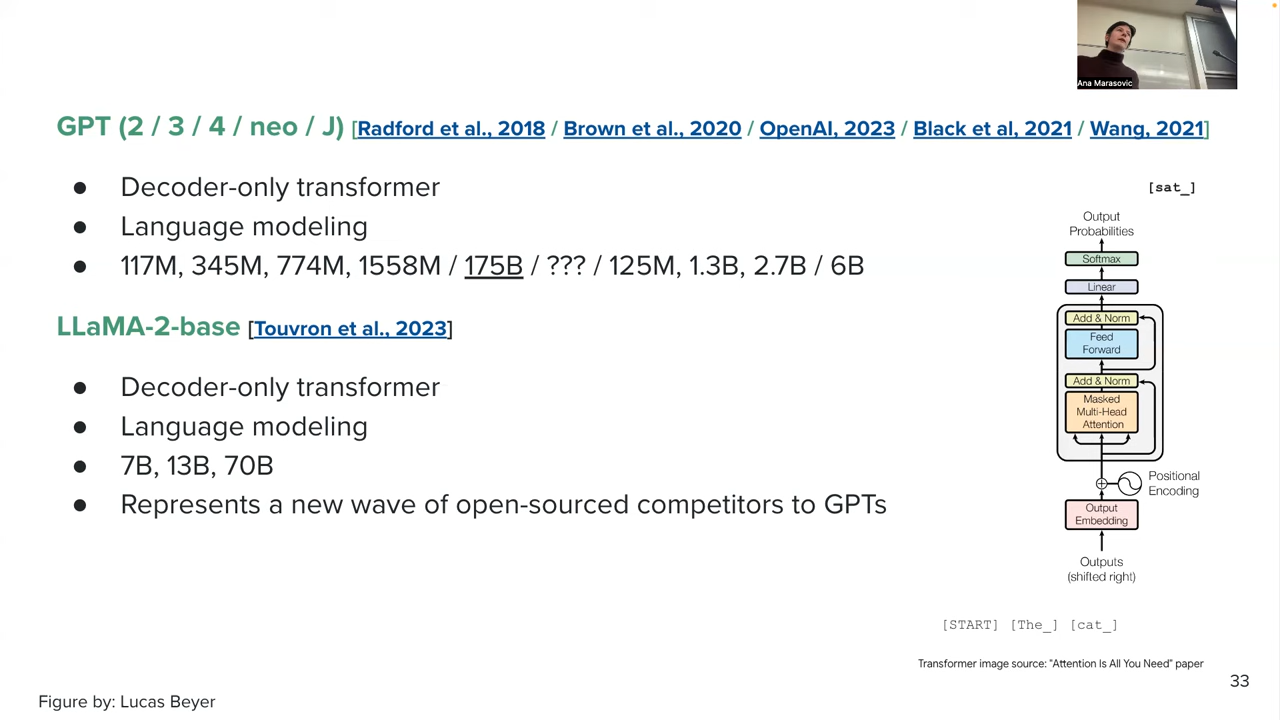 Ana Marasovic
GPT (2 / 3 / 4 / neo / J) [Radford et al., 2018 / Brown et al., 2020 / OpenAI, 2023 / Black et al, 2021 / Wang, 2021]
● Decoder-only transformer
● Language modeling
● 117M, 345M, 774M, 1558M / 175B / ??? / 125M, 1.3B, 2.7B / 6B
LLaMA-2-base [Touvron et al., 2023]
● Decoder-only transformer
● Language modeling
● 7B, 13B, 70B
● Represents a new wave of open-sourced competitors to GPTs
[sat_]
Output
Probabilities
Softmax
Linear
Add & Norm
Feed
Forward
Add & Norm
Masked
Multi-Head
Attention
Positional
Encoding
Output
Embedding
Outputs
(shifted right)
[START] [The_] [cat_]
Transformer image source: "Attention Is All You Need" paper
33
Figure by: Lucas Beyer